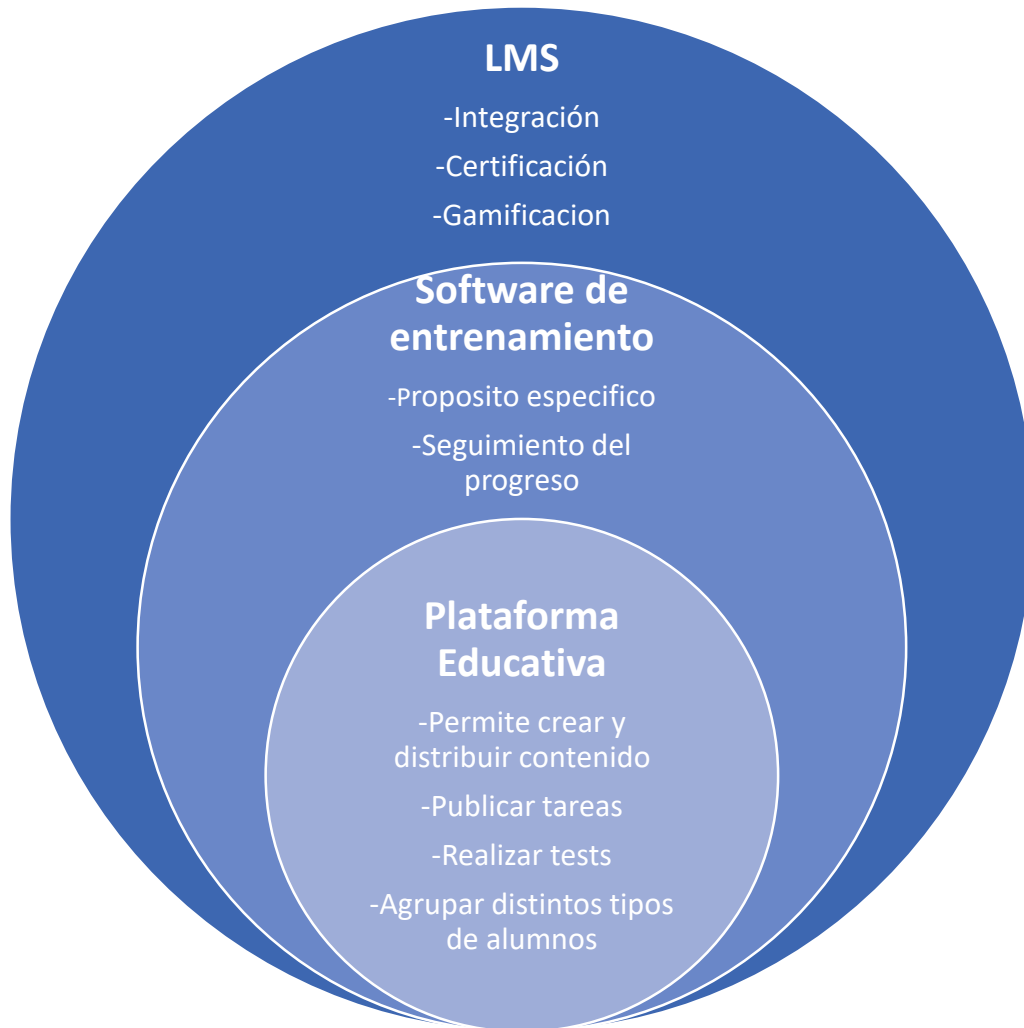 LMS
-Integración
-Certificación
-Gamificacion
Software de
entrenamiento
-Proposito especifico
-Seguimiento del
progreso
Plataforma
Educativa
-Permite crear y
distribuir contenido
-Publicar tareas
-Realizar tests
-Agrupar distintos tipos
de alumnos